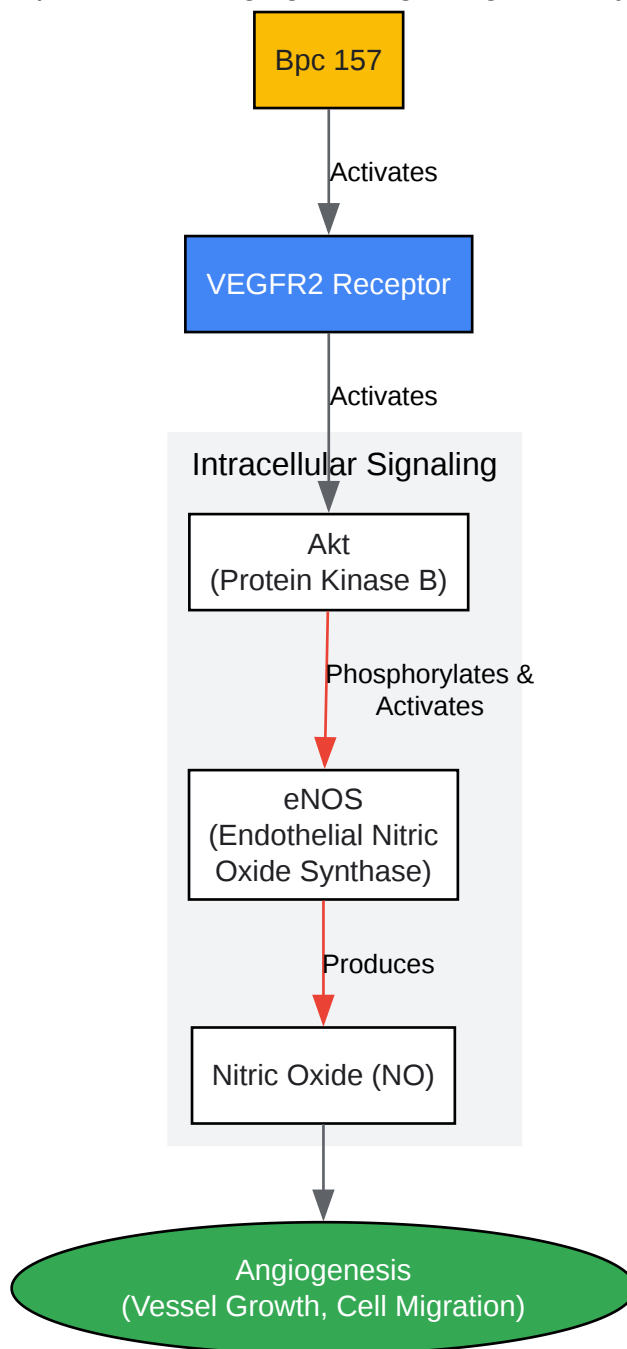 Bpc 157
Activates
VEGFR2 Receptor
Activates
Intracellular Signaling
Akt
(Protein Kinase B)
Phosphorylates &
Activates
eNOS
(Endothelial Nitric
Oxide Synthase)
Produces
Nitric Oxide (NO)
Angiogenesis
(Vessel Growth, Cell Migration)